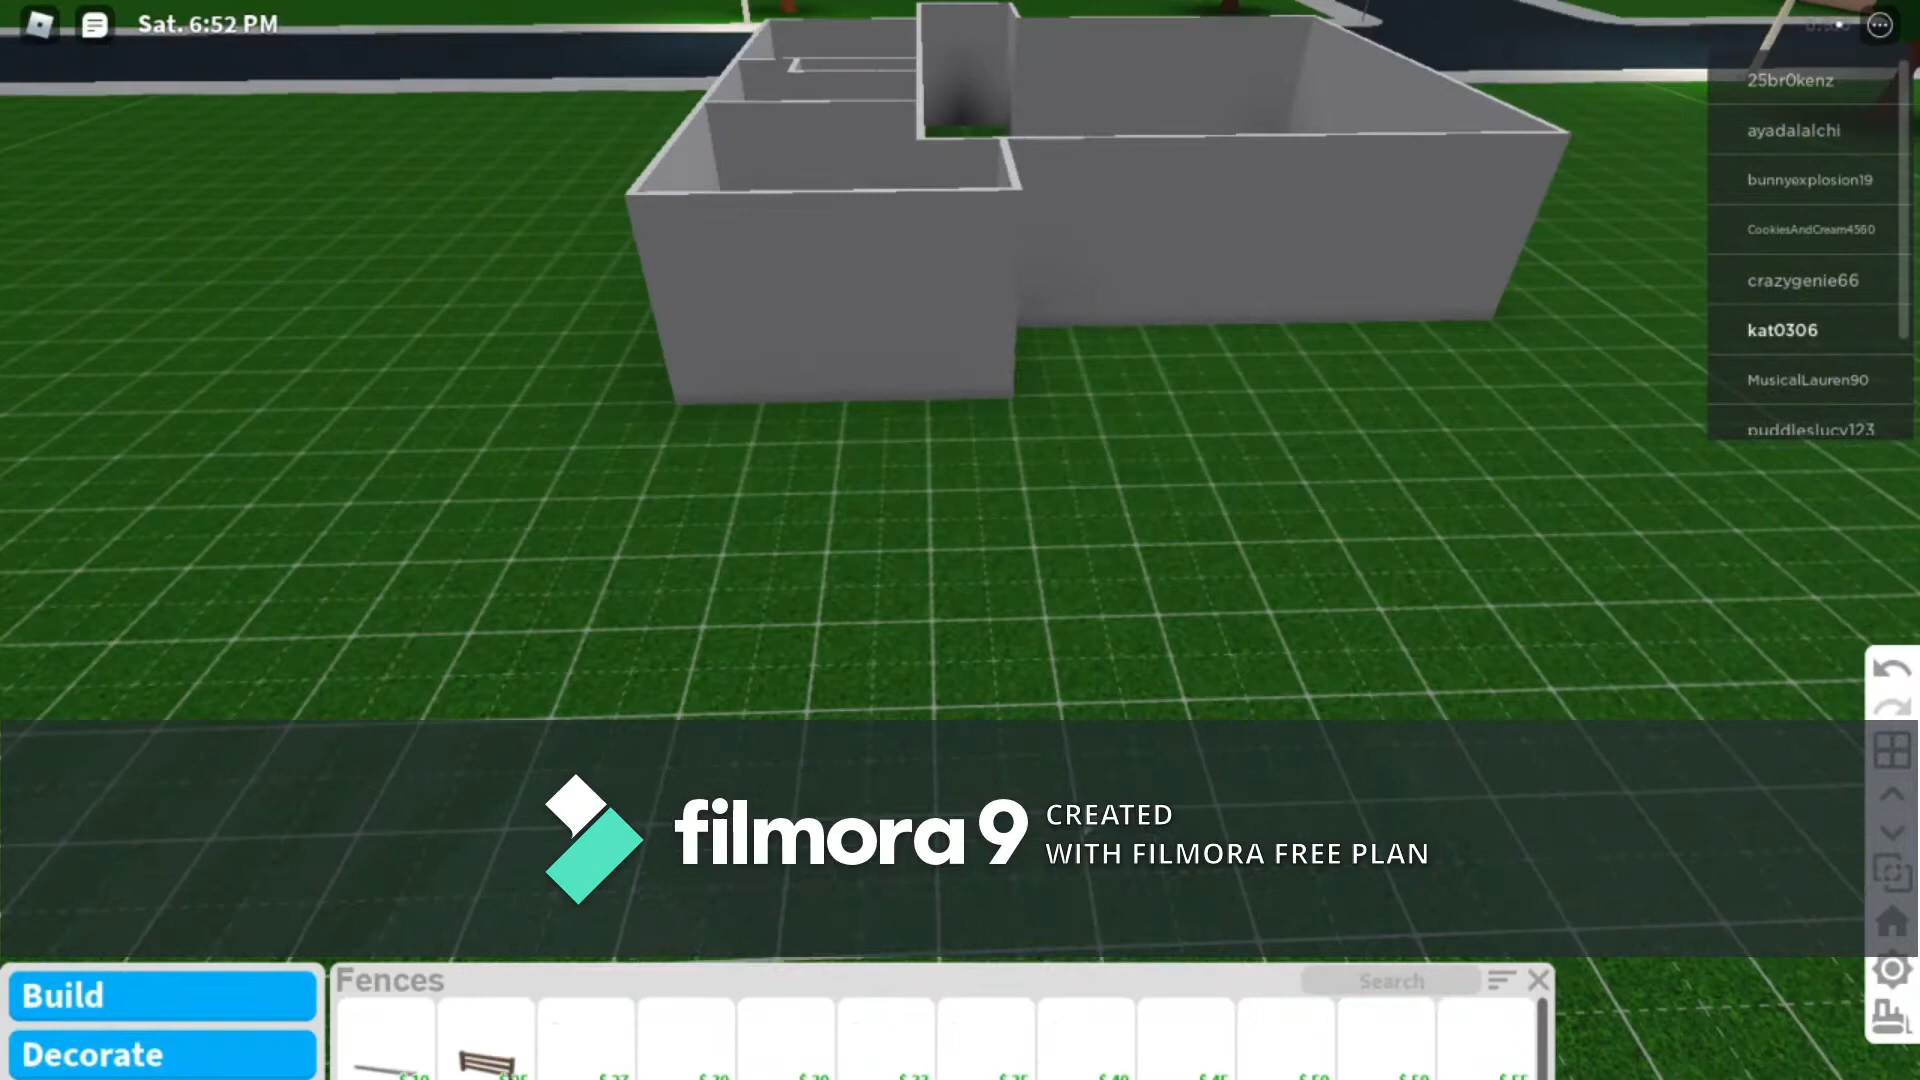 Sat. 6:52 PM
25br0kenz
ayadalalchi
bunnyexplosion19
CookiesAndCream4560
crazygenie66
kat0306
MusicalLauren90
puddleslucy123
filmora 9 CREATED
WITH FILMORA FREE PLAN
Build
Decorate
Fences
Search